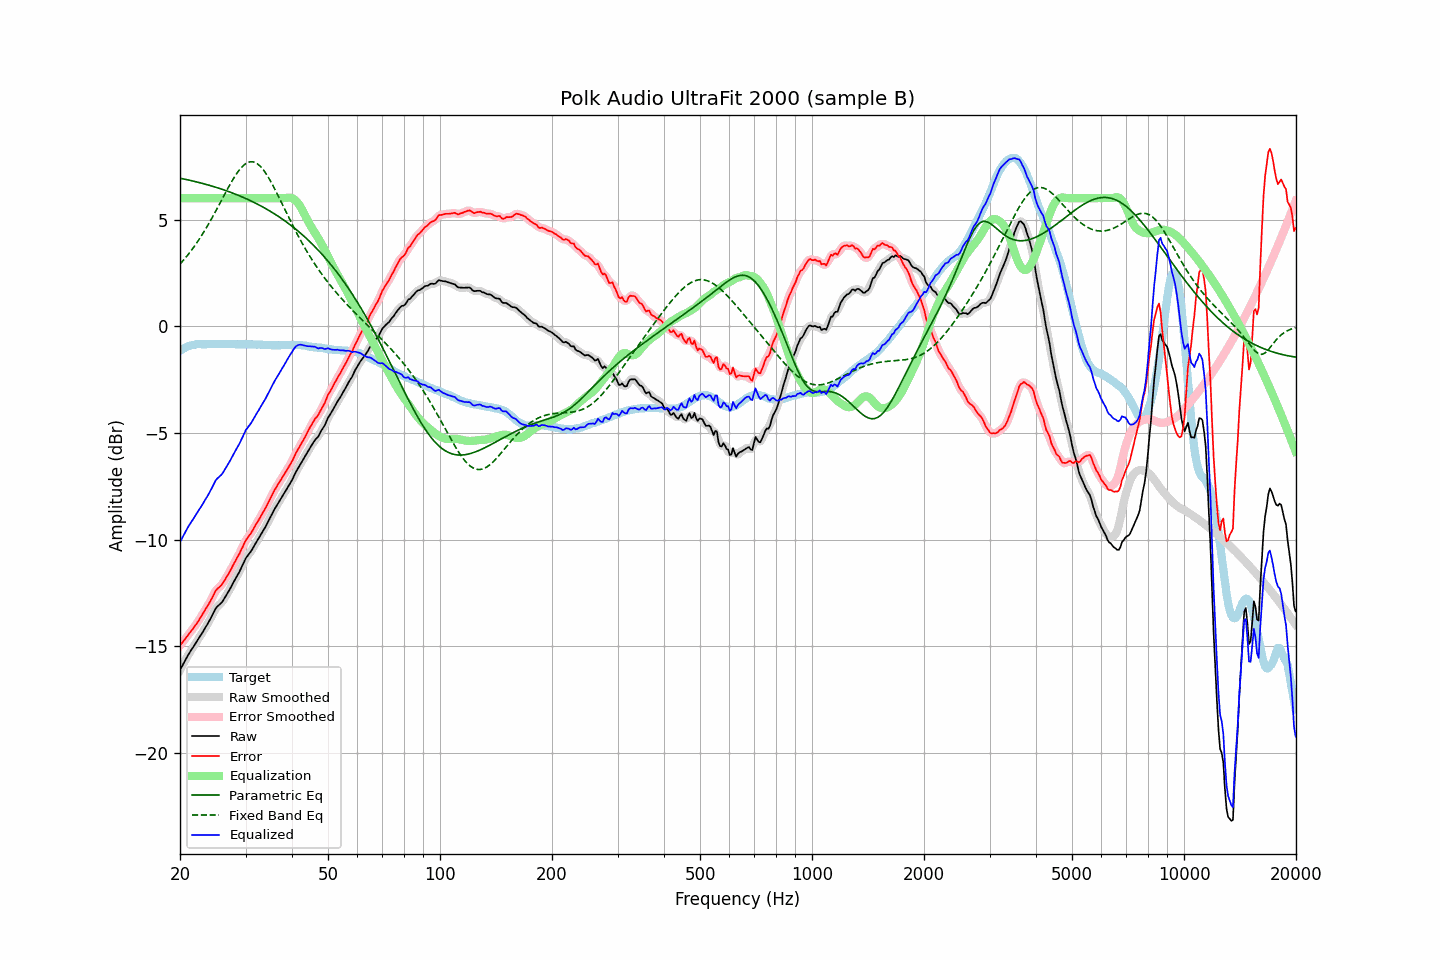 Polk Audio UltraFit 2000 (sample B)
Amplitude (dBr)
5
0
−5
−10
−15
−20
Target
Raw Smoothed
Error Smoothed
Raw
Error
Equalization
Parametric Eq
Fixed Band Eq
Equalized
20
50
100
200
500
1000
2000
5000
10000
20000
Frequency (Hz)